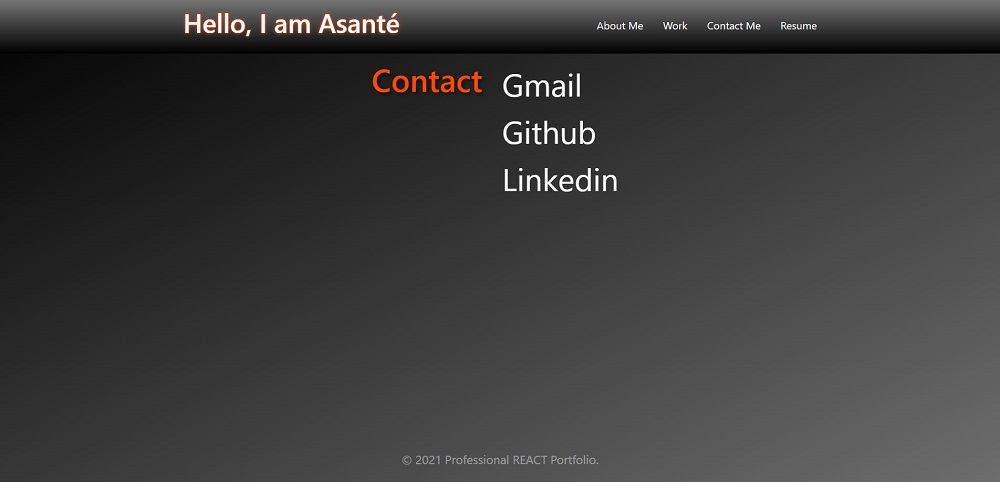 Hello, I am Asanté
About Me Work Contact Me Resume
Contact
Gmail
Github
Linkedin
© 2021 Professional REACT Portfolio.